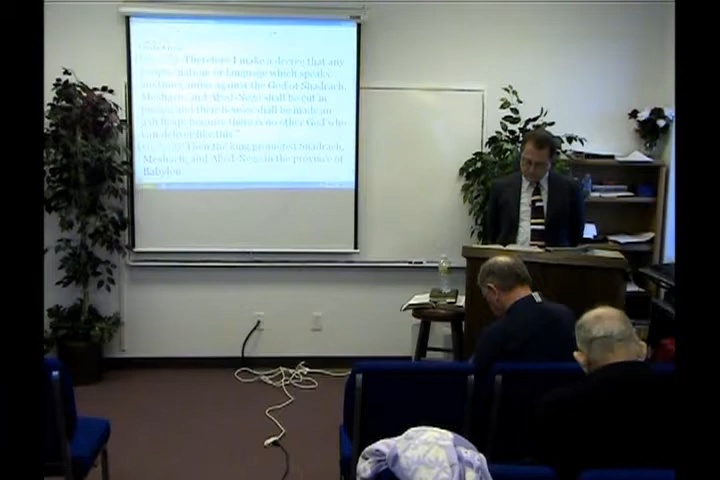 Therefore I make a decree that any
people, nation, or language which speaks
anything amiss against the God of Shadrach,
Meshach, and Abed-Nego shall be cut in
pieces, and their houses shall be made an
ash heap; because there is no other God who
can deliver like this."
Then the king promoted Shadrach,
Meshach, and Abed-Nego in the province of
Babylon.